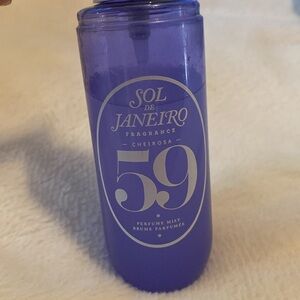 SOL
DE
JANEIRO
FRAGRANCE
- CHEIROSA -
59
PERFUME MIST
BRUME PARFUMÉE